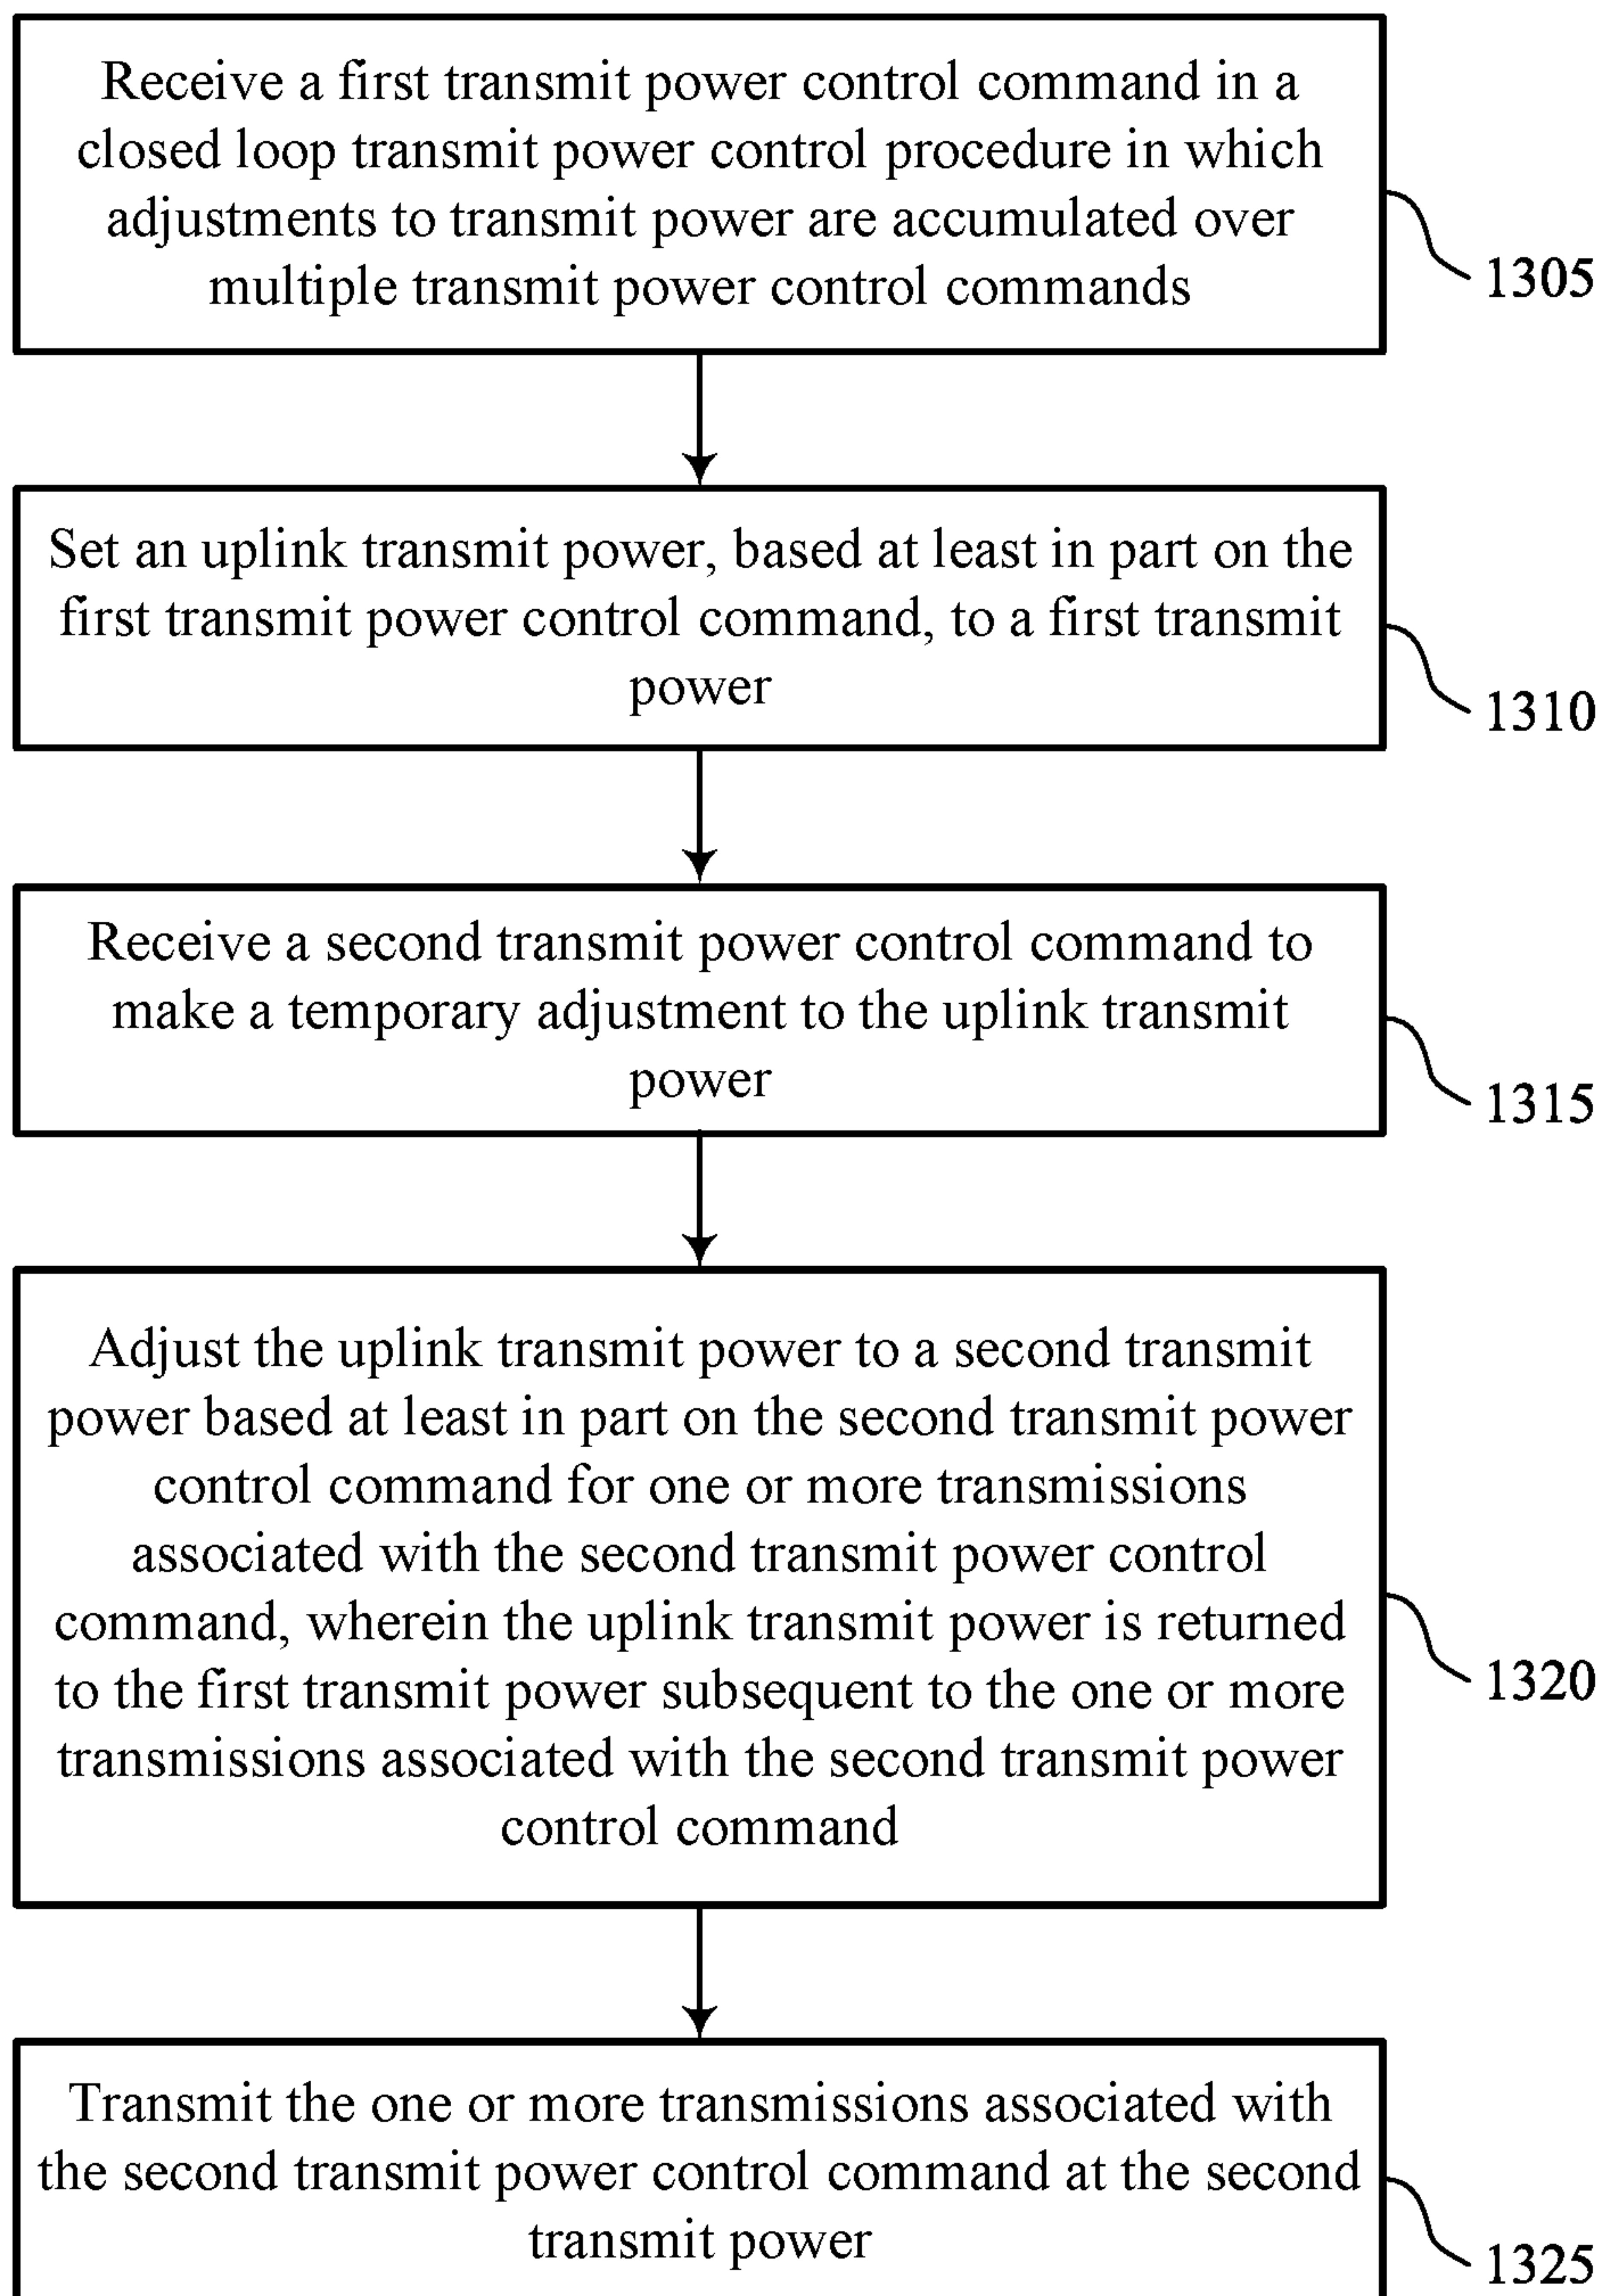 Receive a first transmit power control command in a
closed loop transmit power control procedure in which
adjustments to transmit power are accumulated over
multiple transmit power control commands
1305
Set an uplink transmit power, based at least in part on the
first transmit power control command, to a first transmit
power
1310
Receive a second transmit power control command to
make a temporary adjustment to the uplink transmit
power
1315
Adjust the uplink transmit power to a second transmit
power based at least in part on the second transmit power
control command for one or more transmissions
associated with the second transmit power control
command, wherein the uplink transmit power is returned
to the first transmit power subsequent to the one or more
transmissions associated with the second transmit power
control command
1320
Transmit the one or more transmissions associated with
the second transmit power control command at the second
transmit power
1325